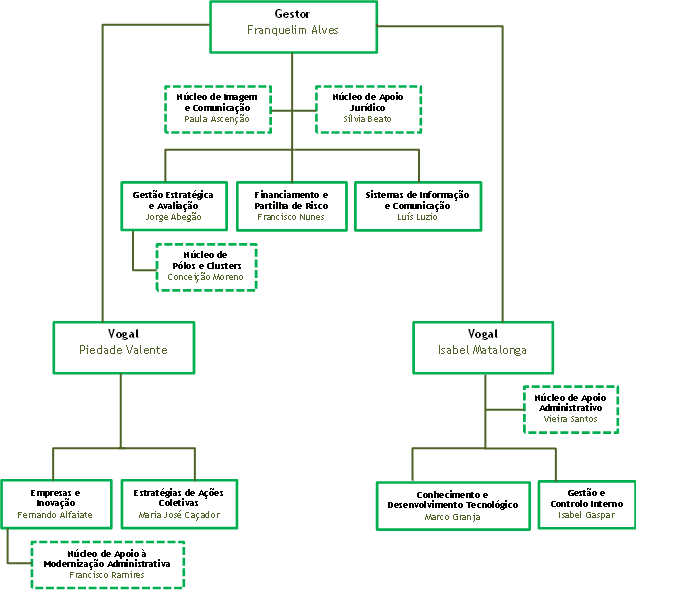 Gestor
Franquelim Alves
Núcleo de Imagem
e Comunicação
Paula Ascenção
Núcleo de Apoio
Jurídico
Sílvia Beato
Gestão Estratégica
e Avaliação
Jorge Abegão
Financiamento e
Partilha de Risco
Francisco Nunes
Sistemas de Informação
e Comunicação
Luís Luzio
Núcleo de
Pólos e Clusters
Conceição Moreno
Vogal
Piedade Valente
Vogal
Isabel Matalonga
Núcleo de Apoio
Administrativo
Vieira Santos
Empresas e
Inovação
Fernando Alfaiate
Estratégias de Ações
Coletivas
Maria José Caçador
Conhecimento e
Desenvolvimento Tecnológico
Marco Granja
Gestão e
Controlo Interno
Isabel Gaspar
Núcleo de Apoio à
Modernização Administrativa
Francisco Ramires